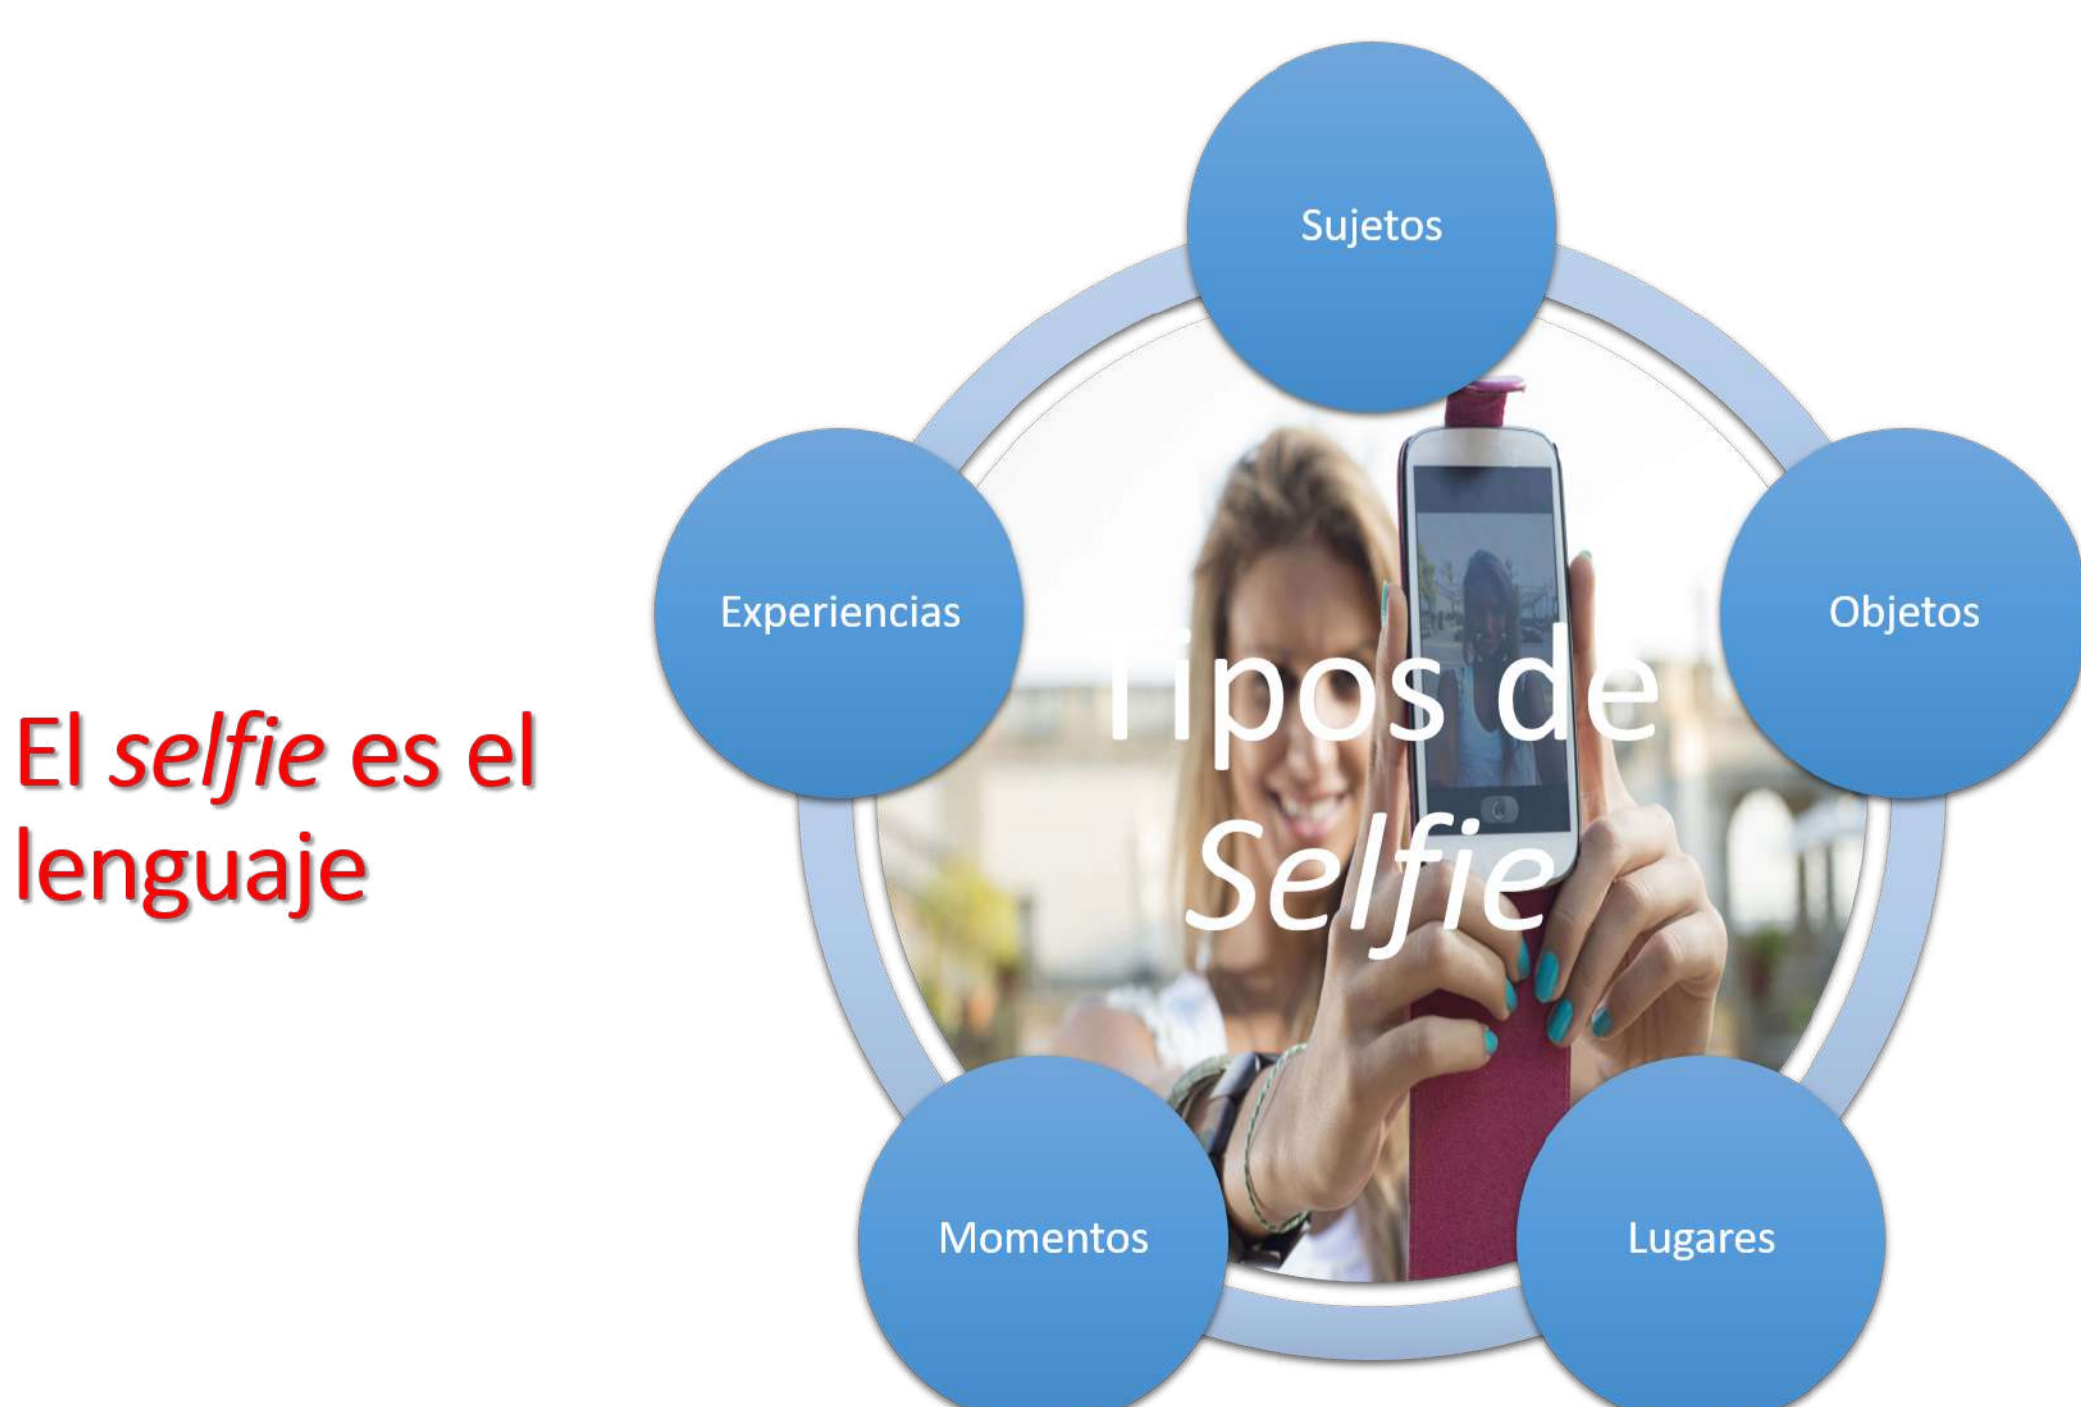 El selfie es el
lenguaje
Sujetos
Experiencias
Objetos
Tipos de
Selfie
Momentos
Lugares